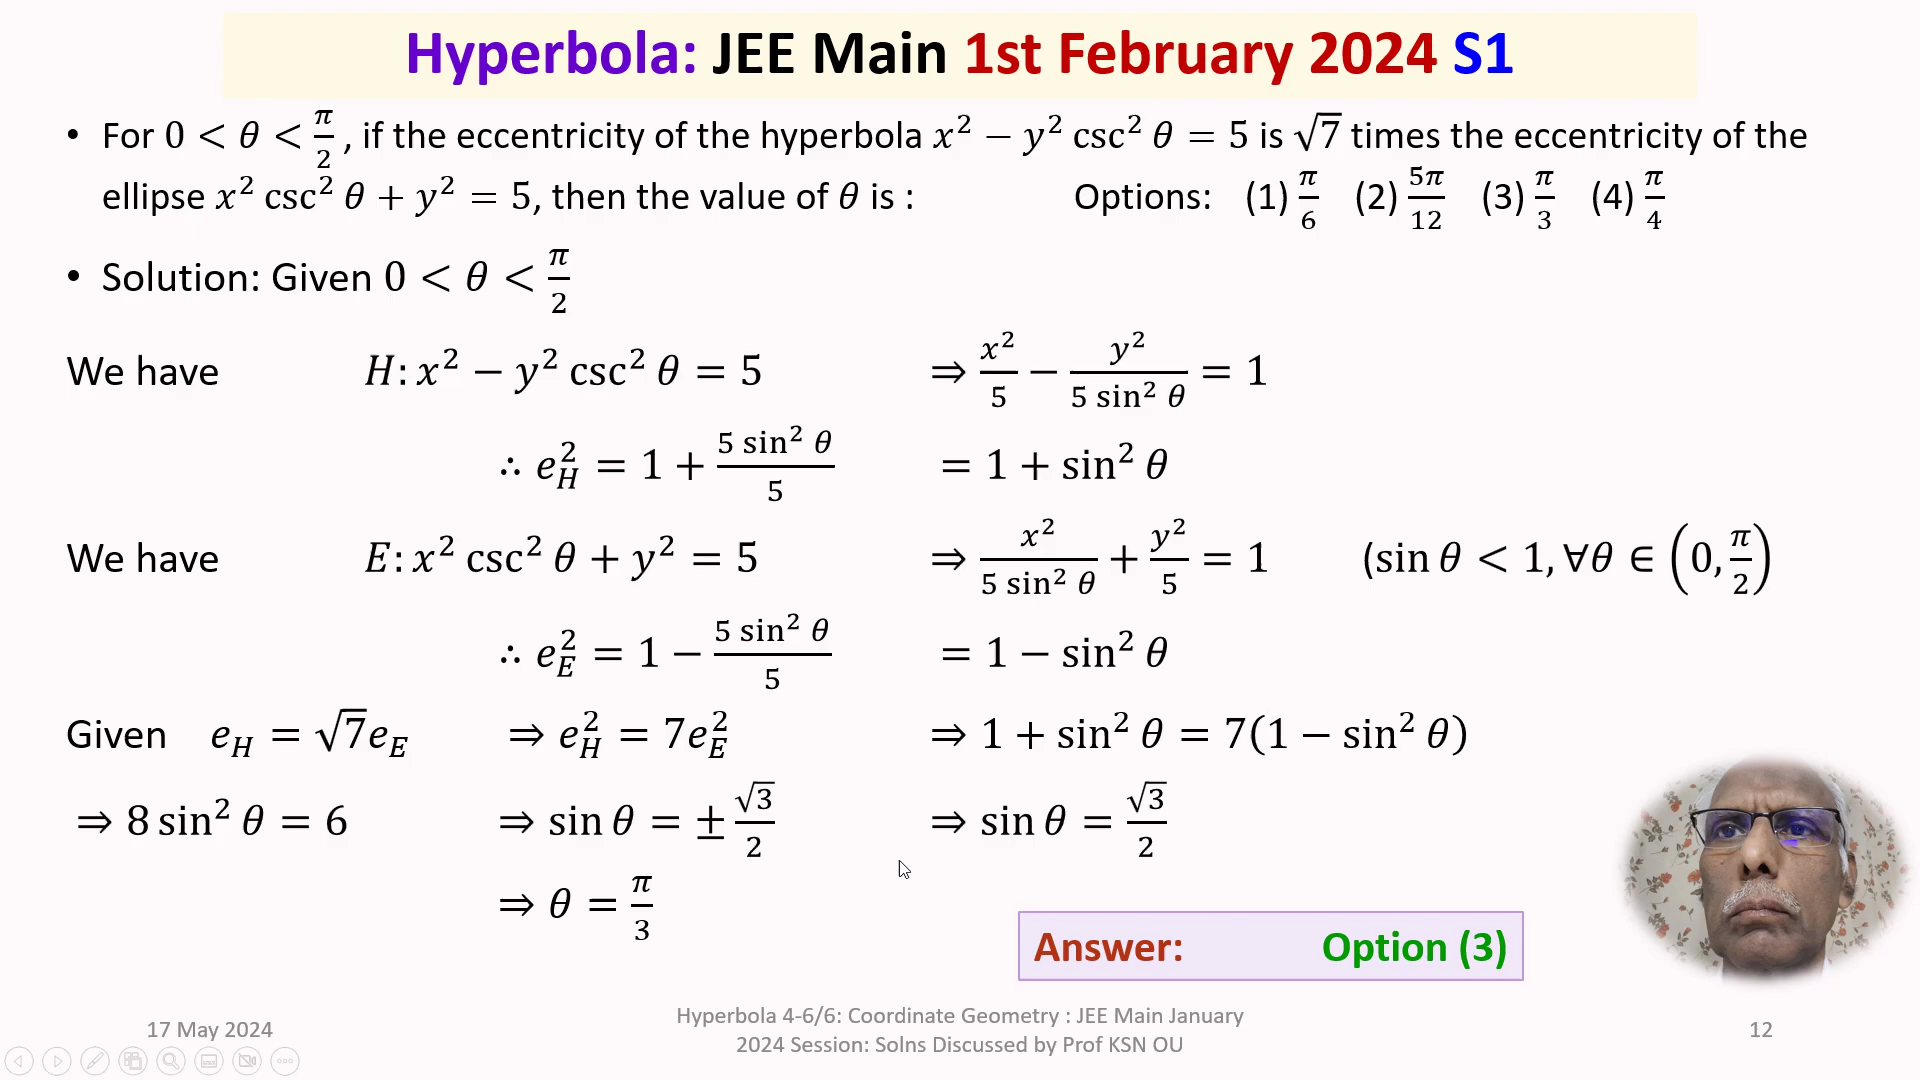 Hyperbola: JEE Main 1st February 2024 S1
• For 0 < θ < π/2 , if the eccentricity of the hyperbola x² − y² csc² θ = 5 is √7 times the eccentricity of the
ellipse x² csc² θ + y² = 5, then the value of θ is : Options: (1) π/6 (2) 5π/12 (3) π/3 (4) π/4
• Solution: Given 0 < θ < π/2
We have H: x² − y² csc² θ = 5 ⇒ x²/5 − y²/(5 sin² θ) = 1
∴ e_H² = 1 + (5 sin² θ)/5 = 1 + sin² θ
We have E: x² csc² θ + y² = 5 ⇒ x²/(5 sin² θ) + y²/5 = 1 (sin θ < 1, ∀θ ∈ (0, π/2)
∴ e_E² = 1 − (5 sin² θ)/5 = 1 − sin² θ
Given e_H = √7e_E ⇒ e_H² = 7e_E² ⇒ 1 + sin² θ = 7(1 − sin² θ)
⇒ 8 sin² θ = 6 ⇒ sin θ = ± √3/2 ⇒ sin θ = √3/2
⇒ θ = π/3
Answer: Option (3)
17 May 2024
Hyperbola 4-6/6: Coordinate Geometry : JEE Main January
2024 Session: Solns Discussed by Prof KSN OU
12